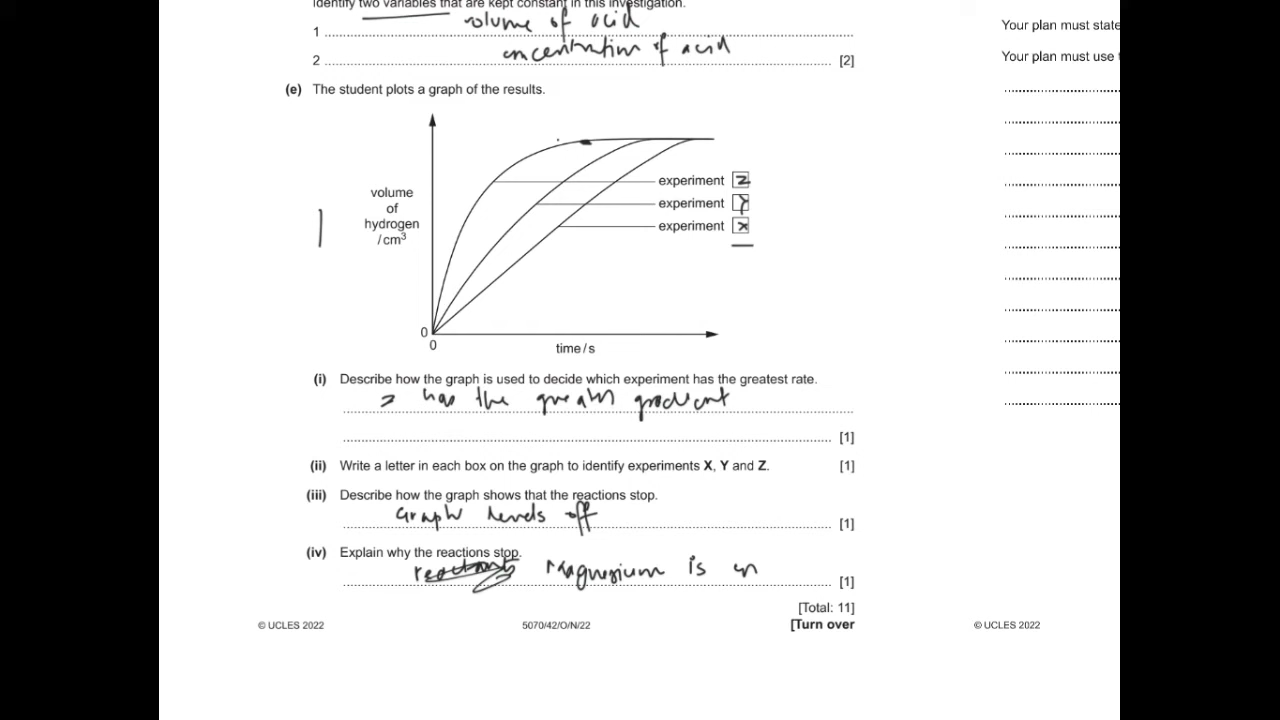 Identify two variables that are kept constant in this investigation.
1 volume of acid
2 concentration of acid [2]
(e) The student plots a graph of the results.
volume
of
hydrogen
/cm³
experiment Z
experiment Y
experiment X
0
0
time/s
(i) Describe how the graph is used to decide which experiment has the greatest rate.
Z has the greater gradient
[1]
(ii) Write a letter in each box on the graph to identify experiments X, Y and Z. [1]
(iii) Describe how the graph shows that the reactions stop.
Graph levels off [1]
(iv) Explain why the reactions stop.
magnesium is [1]
[Total: 11]
© UCLES 2022 5070/42/O/N/22 [Turn over
Your plan must state
Your plan must use
© UCLES 2022